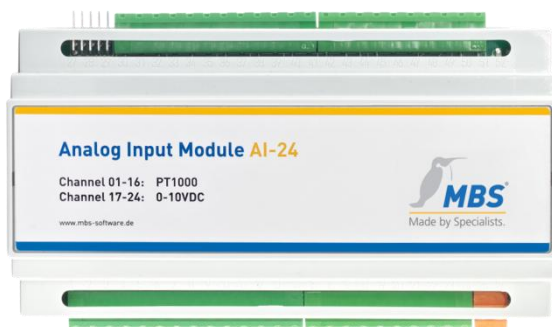 Analog Input Module AI-24
Channel 01-16: PT1000
Channel 17-24: 0-10VDC
www.mbs-software.de
MBS®
Made by Specialists.